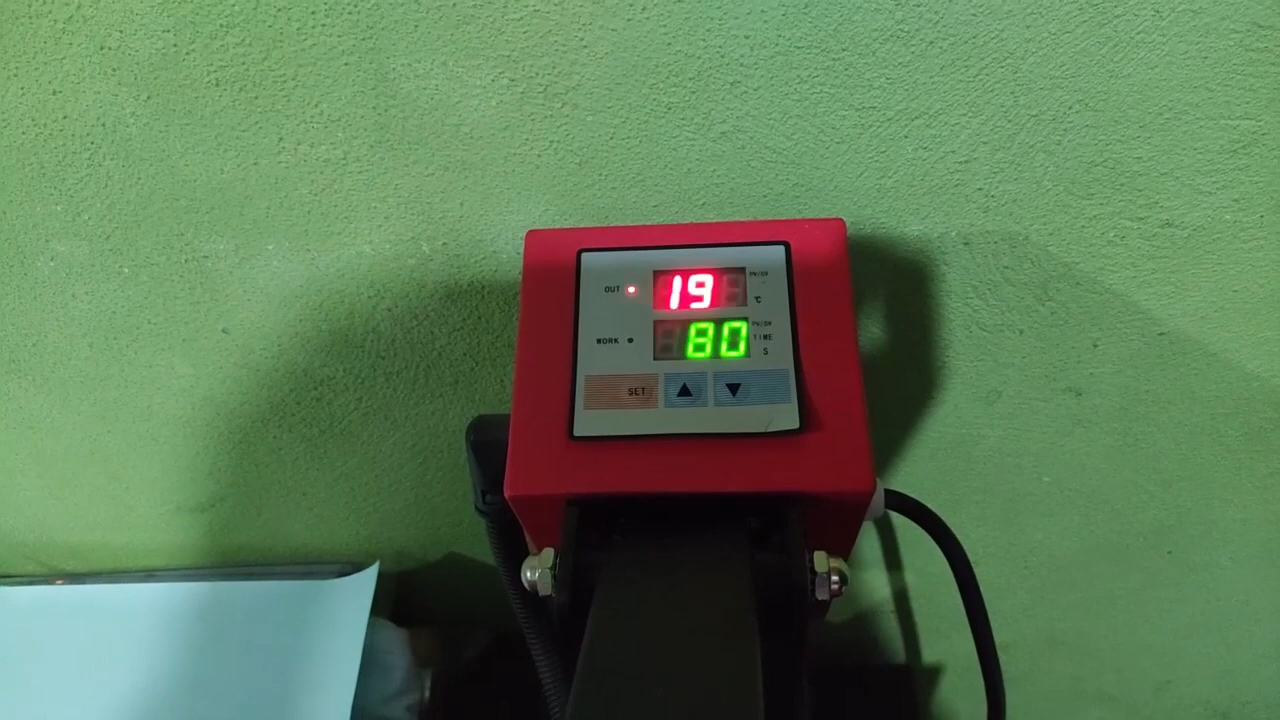 PV/SV
OUT 19 ℃
PV/SV
WORK 80 TIME
S
SET